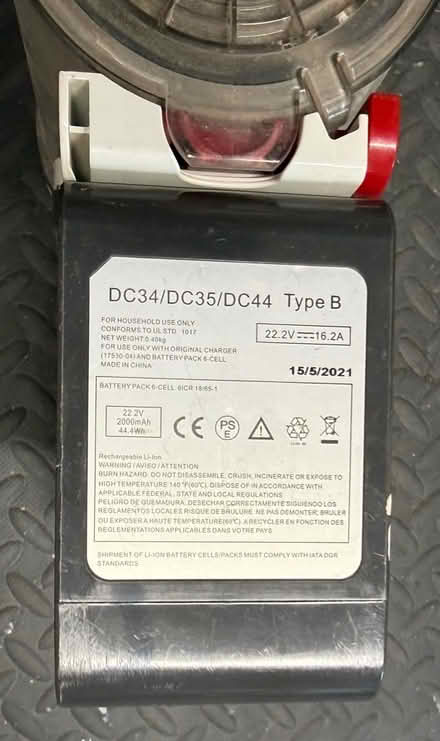 DC34/DC35/DC44 Type B
FOR HOUSEHOLD USE ONLY
CONFORMS TO UL STD. 1017
NET WEIGHT:0.40kg
FOR USE WITH ORIGINAL CHARGER
(17530-04) AND BATTERY PACK 6-CELL
MADE IN CHINA
22.2V⎓16.2A
15/5/2021
BATTERY PACK 6-CELL. 6ICR 18/65-1
22.2V
2000mAh
44.4Wh
CE
PS
E
Li-ion
Rechargeable Li-Ion
WARNING / AVIEO / ATTENTION
BURN HAZARD. DO NOT DISASSEMBLE, CRUSH, INCINERATE OR EXPOSE TO
HIGH TEMPERATURE 140 °F(60°C). DISPOSE OF IN ACCORDANCE WITH
APPLICABLE FEDERAL, STATE AND LOCAL REGULATIONS
PELIGRO DE QUEMADURA, DESECHAR CORRECTAMENTE SIGUIENDO LOS
REGLAMENTOS LOCALES RISQUE DE BRULURE. NE PAS DEMONTER; BRULER
OU EXPOSER A HAUTE TEMPERATURE(60°C). A RECYCLER EN FONCTION DES
REGLEMENTATIONS DANS VOTRE PAYS
SHIPMENT OF LI-ION BATTERY CELLS/PACKS MUST COMPLY WITH IATA DGR
STANDARDS